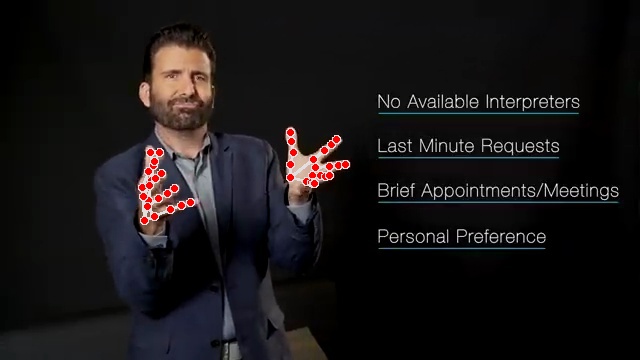 No Available Interpreters
Last Minute Requests
Brief Appointments/Meetings
Personal Preference